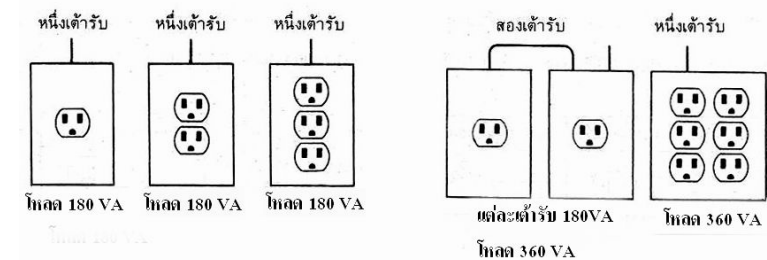 หนึ่งเต้ารับ หนึ่งเต้ารับ หนึ่งเต้ารับ สองเต้ารับ หนึ่งเต้ารับ
โหลด 180 VA โหลด 180 VA โหลด 180 VA แต่ละเต้ารับ 180VA โหลด 360 VA
โหลด 360 VA